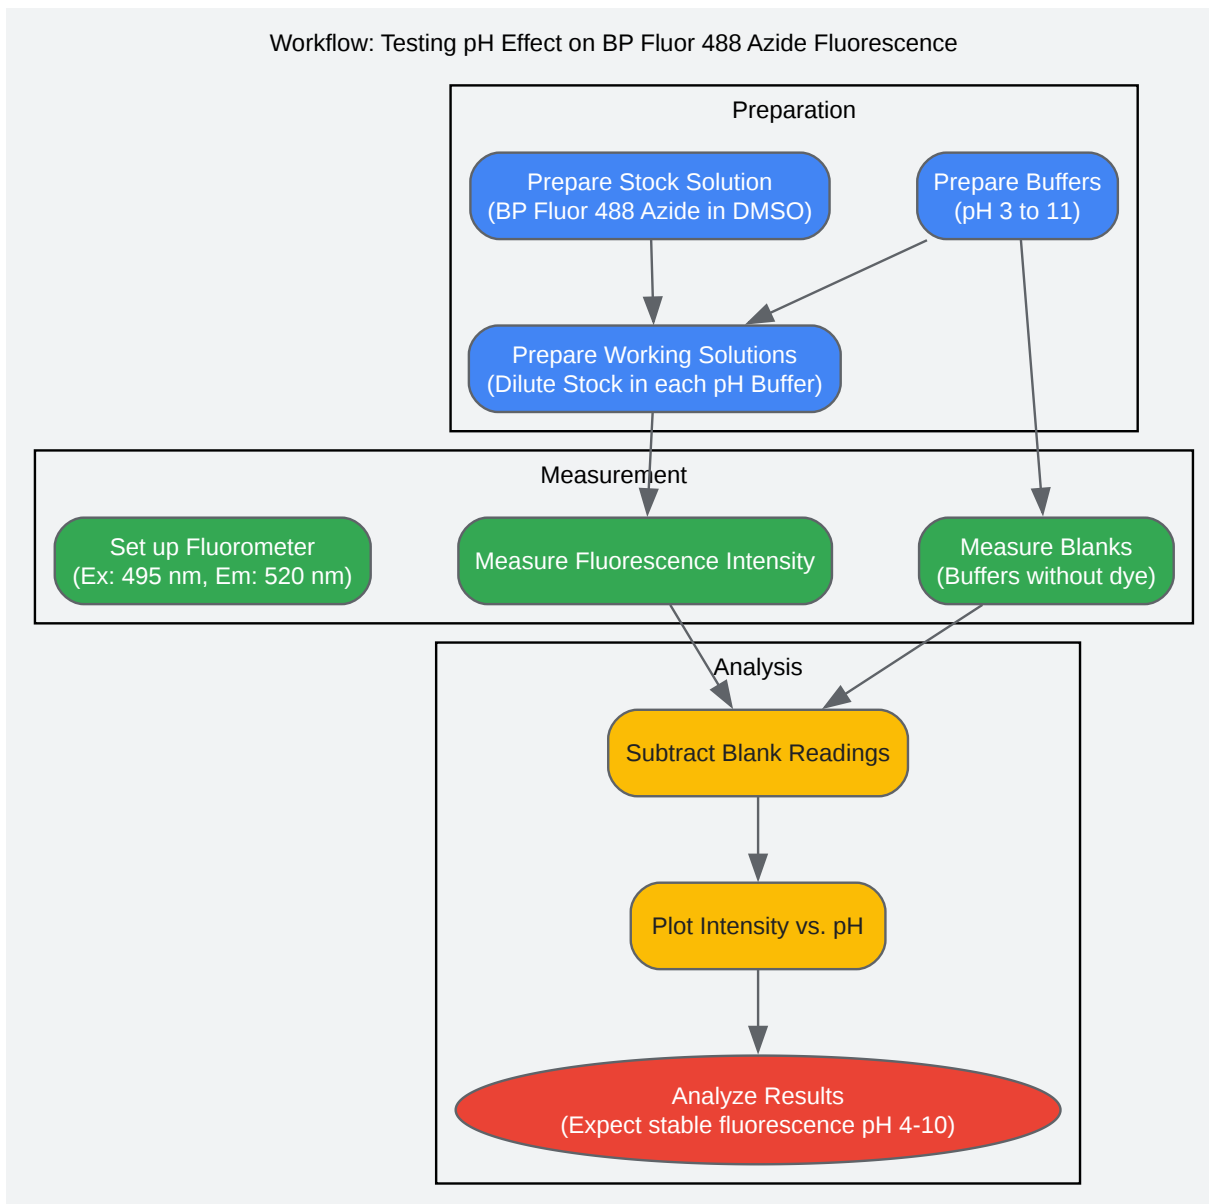 Workflow: Testing pH Effect on BP Fluor 488 Azide Fluorescence
Preparation
Prepare Stock Solution
(BP Fluor 488 Azide in DMSO)
Prepare Buffers
(pH 3 to 11)
Prepare Working Solutions
(Dilute Stock in each pH Buffer)
Measurement
Set up Fluorometer
(Ex: 495 nm, Em: 520 nm)
Measure Fluorescence Intensity
Measure Blanks
(Buffers without dye)
Analysis
Subtract Blank Readings
Plot Intensity vs. pH
Analyze Results
(Expect stable fluorescence pH 4-10)